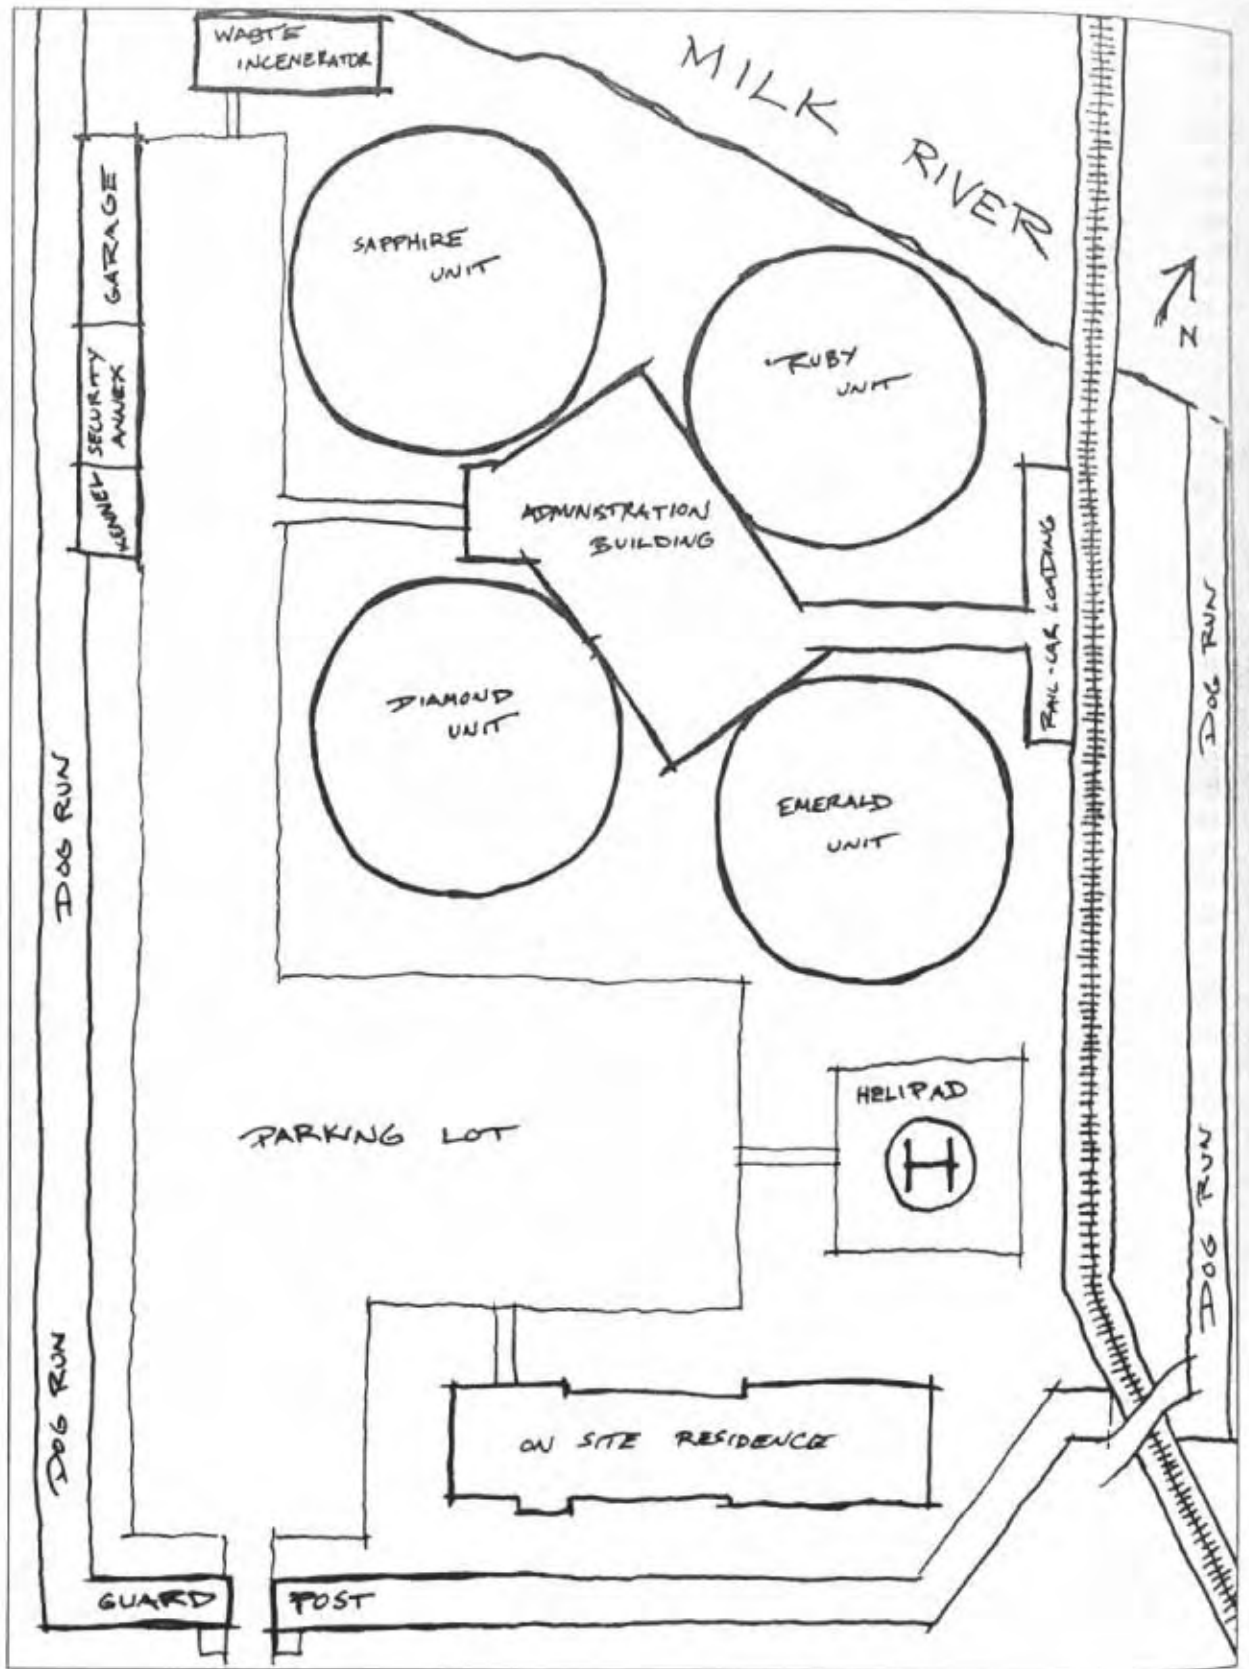 WASTE
INCENERATOR
MILK
RIVER
GARAGE
SAPPHIRE
UNIT
N
RUBY
UNIT
SECURITY
ANNEX
KENNEL
ADMINISTRATION
BUILDING
RAIL-CAR LOADING
DOG RUN
DIAMOND
UNIT
DOG RUN
EMERALD
UNIT
HELIPAD
H
PARKING LOT
DOG RUN
DOG RUN
ON SITE RESIDENCE
GUARD POST